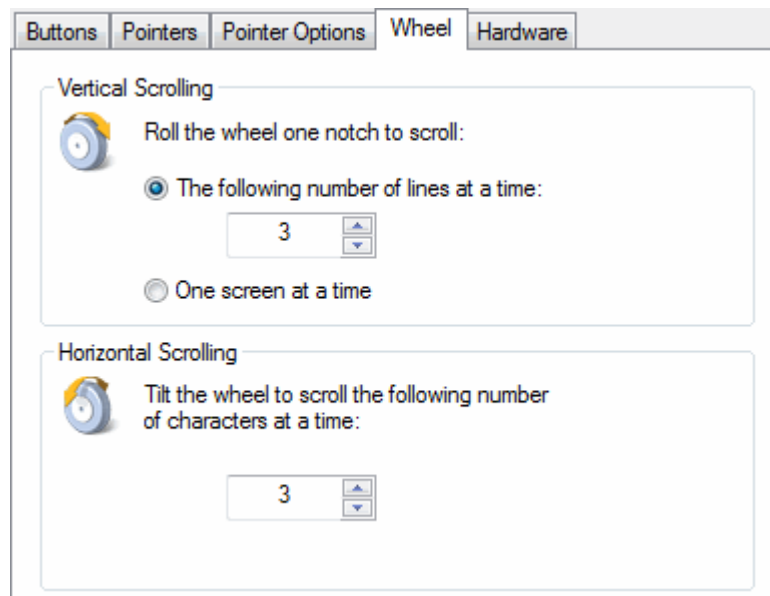 Buttons Pointers Pointer Options Wheel Hardware
Vertical Scrolling
Roll the wheel one notch to scroll:
The following number of lines at a time:
3
One screen at a time
Horizontal Scrolling
Tilt the wheel to scroll the following number
of characters at a time:
3